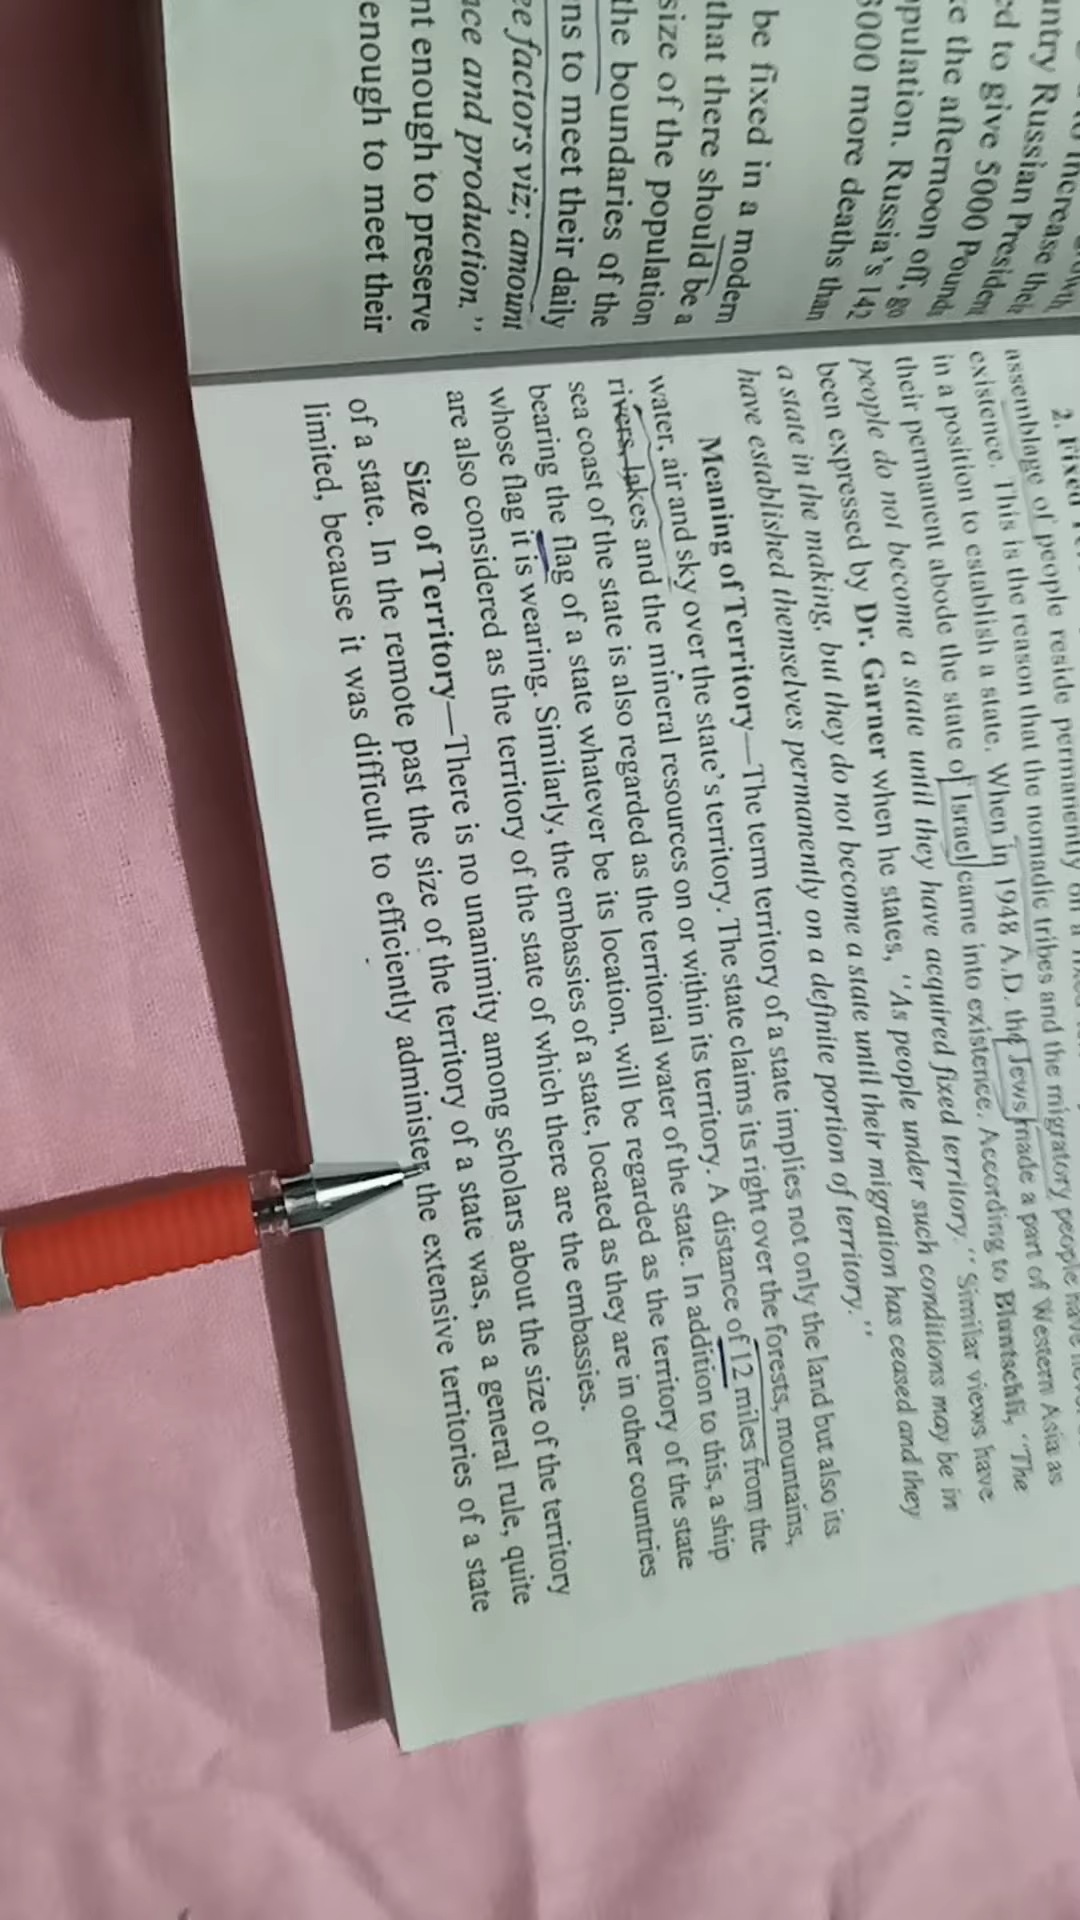 to increase their
untry Russian President
ed to give 5000 Pounds
ke the afternoon off, go
pulation. Russia's 142
6000 more deaths than
be fixed in a modern
that there should be a
size of the population
the boundaries of the
ns to meet their daily
ee factors viz; amount
nce and production.''
nt enough to preserve
enough to meet their
2. Fixed
assemblage of people reside permanently on a
existence. This is the reason that the nomadic tribes and the migratory people have
in a position to establish a state. When in 1948 A.D. the Jews made a part of Western Asia as
their permanent abode the state of Israel came into existence. According to Bluntschli, ''The
people do not become a state until they have acquired fixed territory.'' Similar views have
been expressed by Dr. Garner when he states, ''As people under such conditions may be in
a state in the making, but they do not become a state until their migration has ceased and they
have established themselves permanently on a definite portion of territory.''
Meaning of Territory—The term territory of a state implies not only the land but also its
water, air and sky over the state's territory. The state claims its right over the forests, mountains,
rivers, lakes and the mineral resources on or within its territory. A distance of 12 miles from the
sea coast of the state is also regarded as the territorial water of the state. In addition to this, a ship
bearing the flag of a state whatever be its location, will be regarded as the territory of the state
whose flag it is wearing. Similarly, the embassies of a state, located as they are in other countries
are also considered as the territory of the state of which there are the embassies.
Size of Territory—There is no unanimity among scholars about the size of the territory
of a state. In the remote past the size of the territory of a state was, as a general rule, quite
limited, because it was difficult to efficiently administer the extensive territories of a state